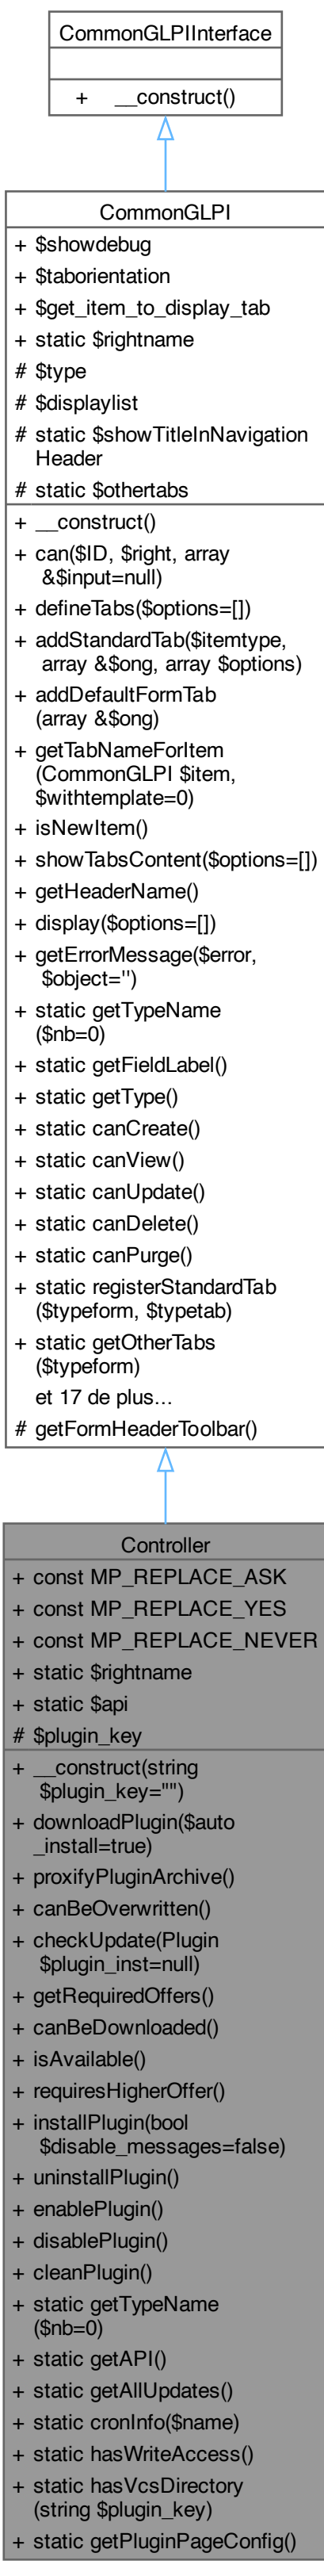 CommonGLPIInterface
+ __construct()
CommonGLPI
+ $showdebug
+ $taborientation
+ $get_item_to_display_tab
+ static $rightname
# $type
# $displaylist
# static $showTitleInNavigation
Header
# static $othertabs
+ __construct()
+ can($ID, $right, array
&$input=null)
+ defineTabs($options=[])
+ addStandardTab($itemtype,
array &$ong, array $options)
+ addDefaultFormTab
(array &$ong)
+ getTabNameForItem
(CommonGLPI $item,
$withtemplate=0)
+ isNewItem()
+ showTabsContent($options=[])
+ getHeaderName()
+ display($options=[])
+ getErrorMessage($error,
$object='')
+ static getTypeName
($nb=0)
+ static getFieldLabel()
+ static getType()
+ static canCreate()
+ static canView()
+ static canUpdate()
+ static canDelete()
+ static canPurge()
+ static registerStandardTab
($typeform, $typetab)
+ static getOtherTabs
($typeform)
et 17 de plus...
# getFormHeaderToolbar()
Controller
+ const MP_REPLACE_ASK
+ const MP_REPLACE_YES
+ const MP_REPLACE_NEVER
+ static $rightname
+ static $api
# $plugin_key
+ __construct(string
$plugin_key="")
+ downloadPlugin($auto
_install=true)
+ proxifyPluginArchive()
+ canBeOverwritten()
+ checkUpdate(Plugin
$plugin_inst=null)
+ getRequiredOffers()
+ canBeDownloaded()
+ isAvailable()
+ requiresHigherOffer()
+ installPlugin(bool
$disable_messages=false)
+ uninstallPlugin()
+ enablePlugin()
+ disablePlugin()
+ cleanPlugin()
+ static getTypeName
($nb=0)
+ static getAPI()
+ static getAllUpdates()
+ static cronInfo($name)
+ static hasWriteAccess()
+ static hasVcsDirectory
(string $plugin_key)
+ static getPluginPageConfig()